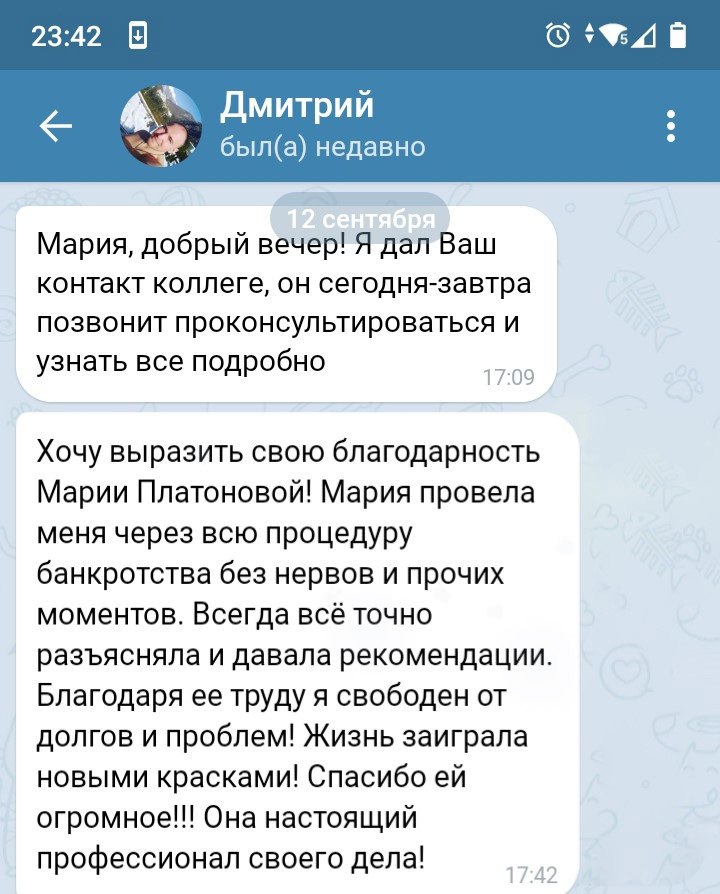 23:42
5
Дмитрий
был(а) недавно
12 сентября
Мария, добрый вечер! Я дал Ваш
контакт коллеге, он сегодня-завтра
позвонит проконсультироваться и
узнать все подробно
17:09
Хочу выразить свою благодарность
Марии Платоновой! Мария провела
меня через всю процедуру
банкротства без нервов и прочих
моментов. Всегда всё точно
разъясняла и давала рекомендации.
Благодаря ее труду я свободен от
долгов и проблем! Жизнь заиграла
новыми красками! Спасибо ей
огромное!!! Она настоящий
профессионал своего дела!
17:42